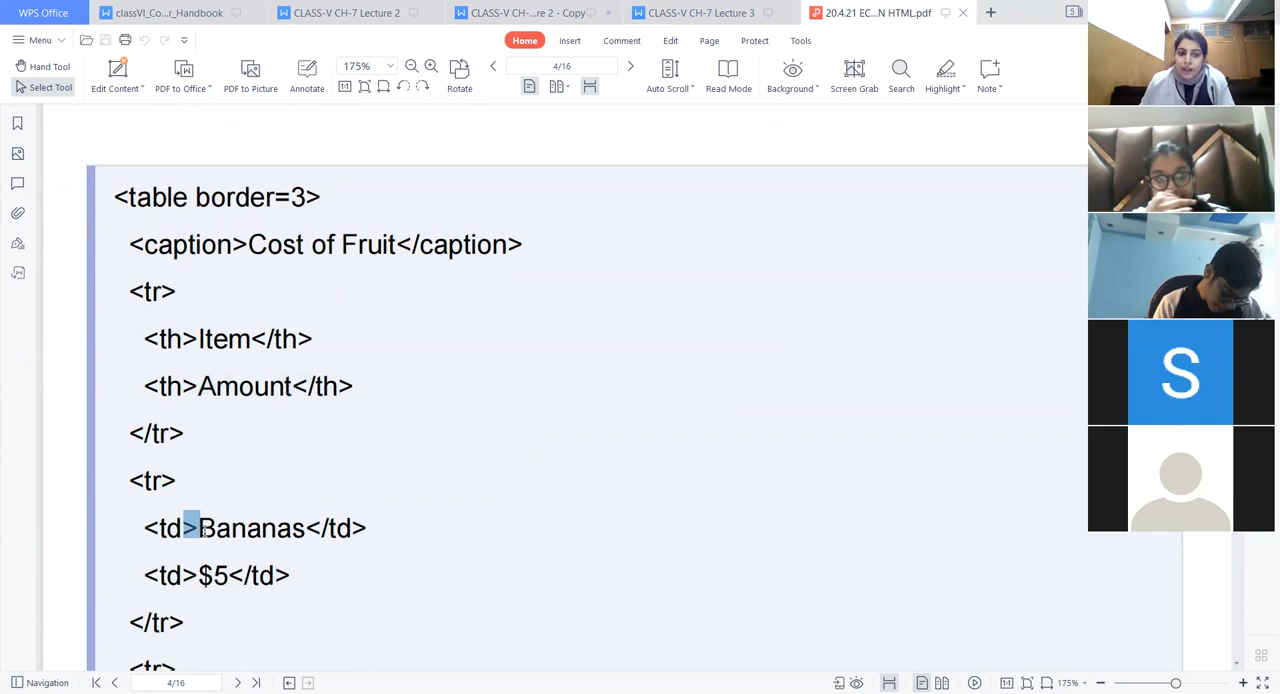 WPS Office
classVI_Co...r_Handbook
CLASS-V CH-7 Lecture 2
CLASS-V CH-...re 2 - Copy
CLASS-V CH-7 Lecture 3
20.4.21 EC...N HTML.pdf
5
Menu
Home
Insert
Comment
Edit
Page
Protect
Tools
Hand Tool
Select Tool
Edit Content
PDF to Office
PDF to Picture
Annotate
175%
Rotate
4/16
Auto Scroll
Read Mode
Background
Screen Grab
Search
Highlight
Note
<table border=3>
<caption>Cost of Fruit</caption>
<tr>
<th>Item</th>
<th>Amount</th>
</tr>
<tr>
<td>Bananas</td>
<td>$5</td>
</tr>
<tr>
S
Navigation
4/16
175%